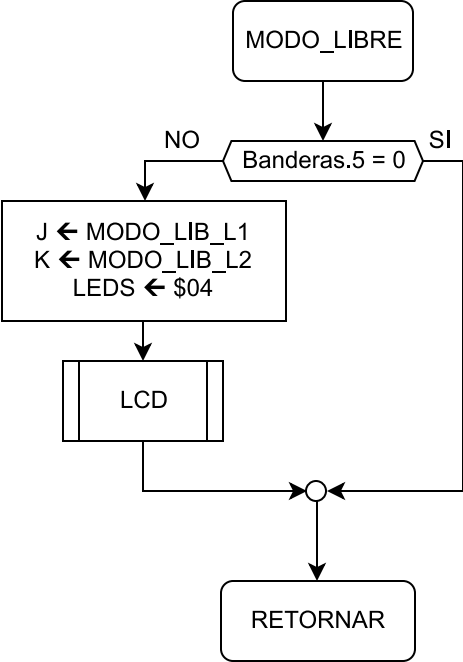 MODO_LIBRE
NO
SI
Banderas.5 = 0
J 🡨 MODO_LIB_L1
K 🡨 MODO_LIB_L2
LEDS 🡨 $04
LCD
RETORNAR